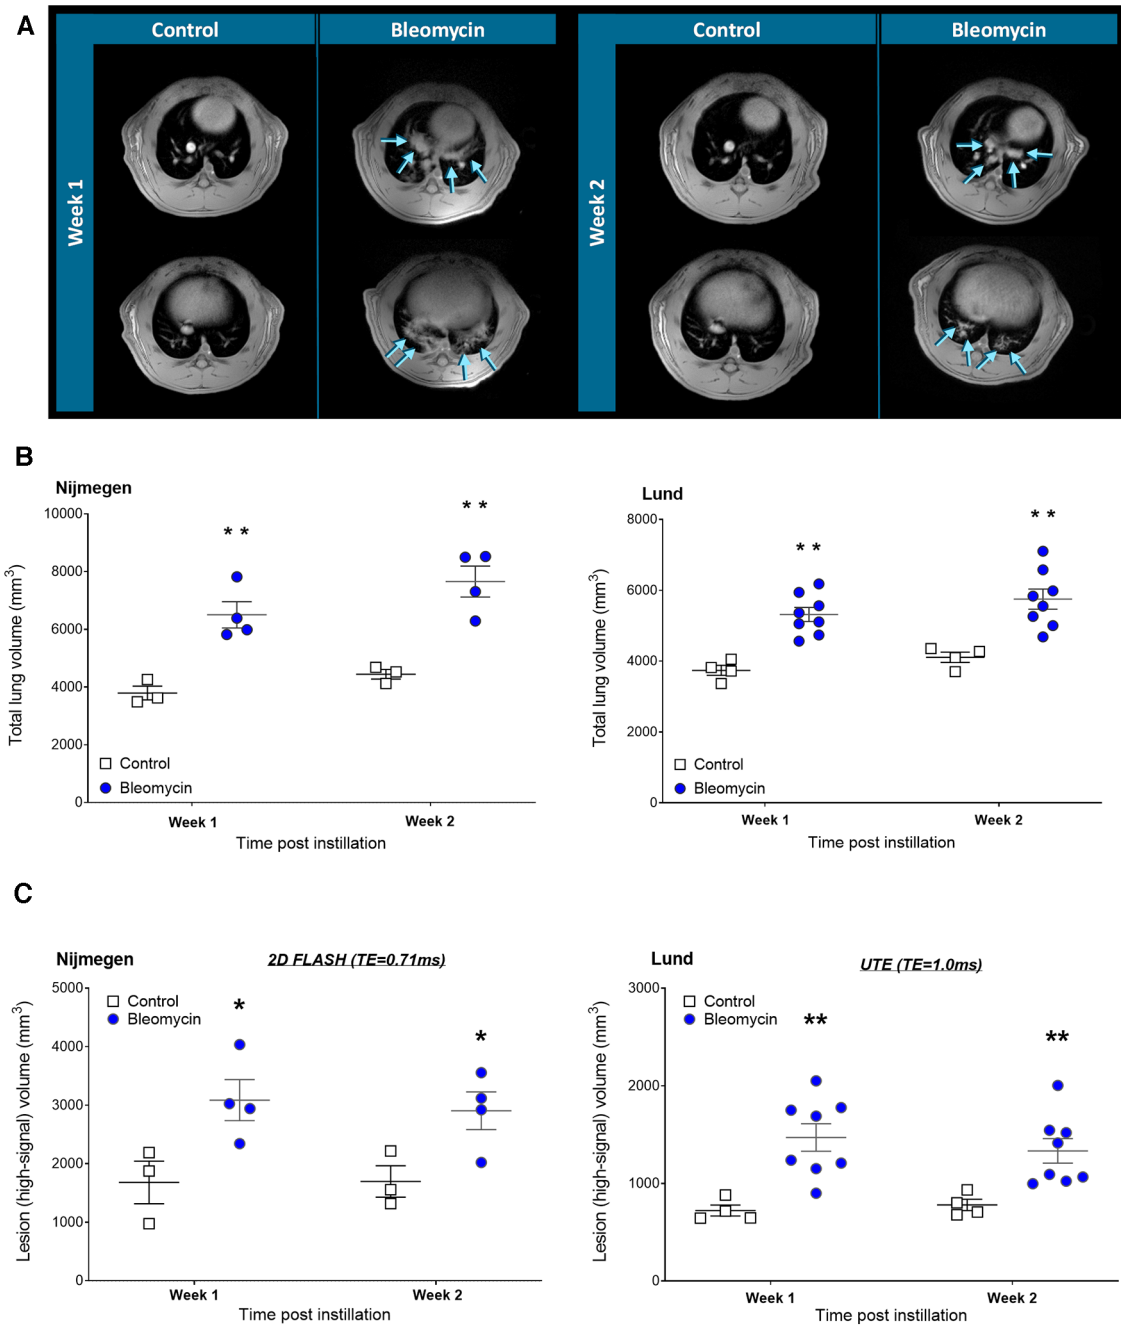 A
Control
Bleomycin
Control
Bleomycin
Week 1
Week 2
B
Nijmegen
Total lung volume (mm3)
10000
8000
6000
4000
2000
0
* *
* *
Control
Bleomycin
Week 1
Week 2
Time post instillation
Lund
Total lung volume (mm3)
8000
6000
4000
2000
0
* *
* *
Control
Bleomycin
Week 1
Week 2
Time post instillation
C
Nijmegen
2D FLASH (TE=0.71ms)
Lesion (high-signal) volume (mm3)
5000
4000
3000
2000
1000
0
Control
Bleomycin
*
*
Week 1
Week 2
Time post instillation
Lund
UTE (TE=1.0ms)
Lesion (high-signal) volume (mm3)
3000
2000
1000
0
Control
Bleomycin
**
**
Week 1
Week 2
Time post instillation